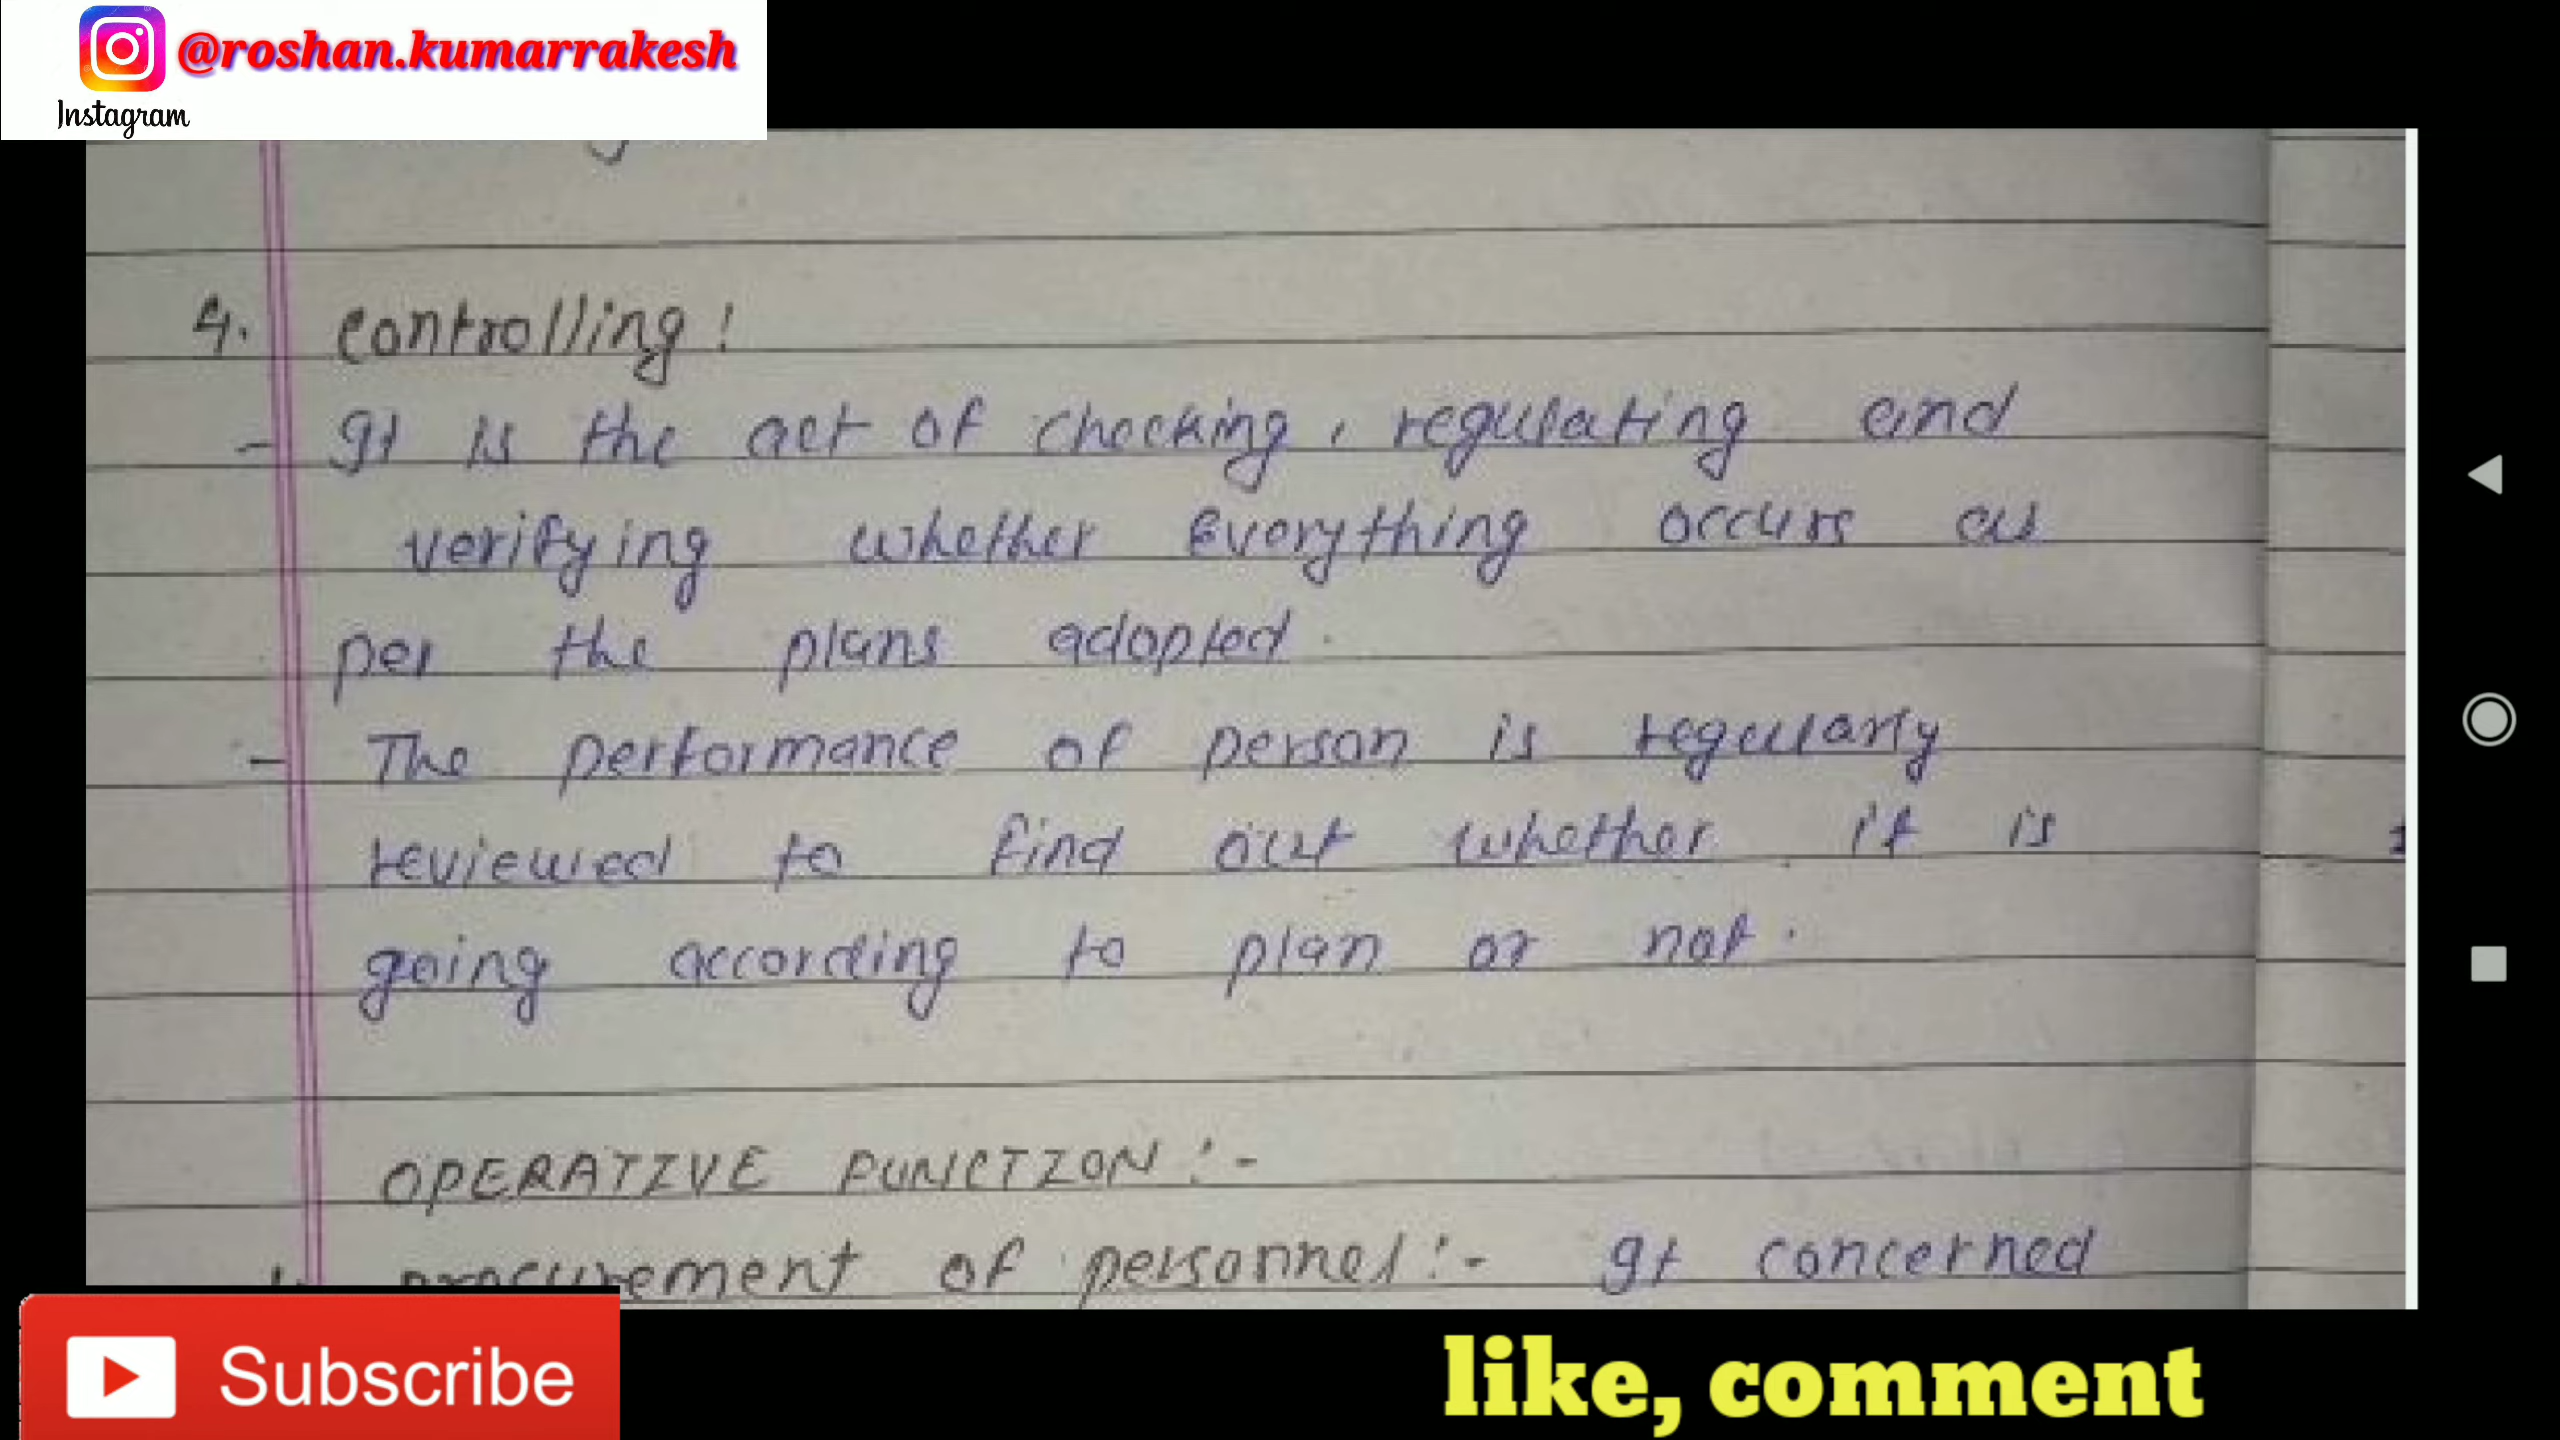 @roshan.kumarrakesh
Instagram
4. Controlling!
- It is the act of checking, regulating and
verifying whether Everything occurs as
per the plans adopted.
- The performance of person is regularly
reviewed to find out whether it is
going according to plan or not.
OPERATIVE FUNCTION:-
procurement of personnel:- It concerned
Subscribe
like, comment